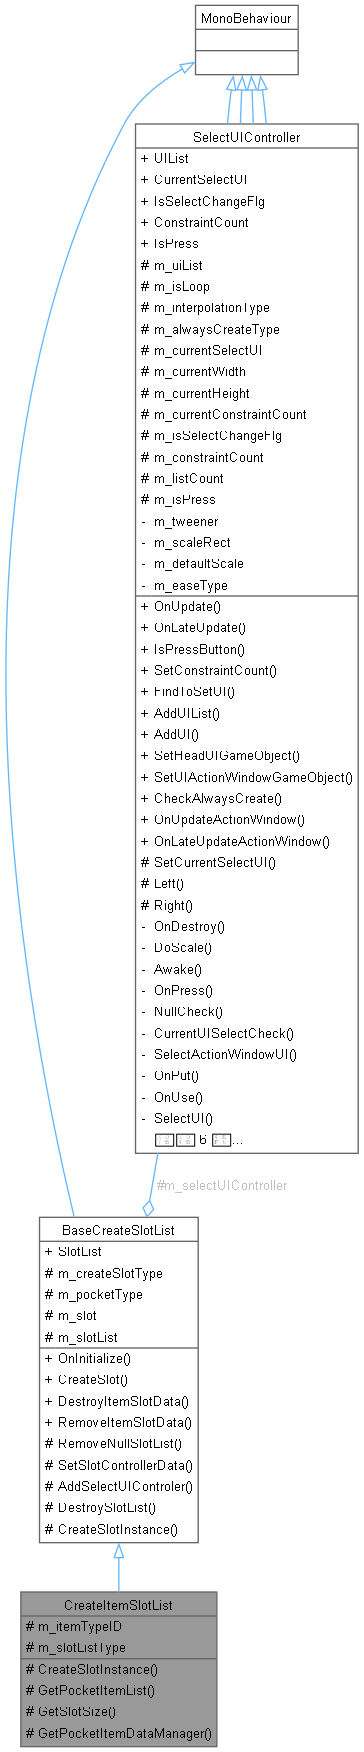 MonoBehaviour
SelectUIController
+ UIList
+ CurrentSelectUI
+ IsSelectChangeFlg
+ ConstraintCount
+ IsPress
# m_uiList
# m_isLoop
# m_interpolationType
# m_alwaysCreateType
# m_currentSelectUI
# m_currentWidth
# m_currentHeight
# m_currentConstraintCount
# m_isSelectChangeFlg
# m_constraintCount
# m_listCount
# m_isPress
- m_tweener
- m_scaleRect
- m_defaultScale
- m_easeType
+ OnUpdate()
+ OnLateUpdate()
+ IsPressButton()
+ SetConstraintCount()
+ FindToSetUI()
+ AddUIList()
+ AddUI()
+ SetHeadUIGameObject()
+ SetUIActionWindowGameObject()
+ CheckAlwaysCreate()
+ OnUpdateActionWindow()
+ OnLateUpdateActionWindow()
# SetCurrentSelectUI()
# Left()
# Right()
- OnDestroy()
- DoScale()
- Awake()
- OnPress()
- NullCheck()
- CurrentUISelectCheck()
- SelectActionWindowUI()
- OnPut()
- OnUse()
- SelectUI()
6 ...
#m_selectUIController
BaseCreateSlotList
+ SlotList
# m_createSlotType
# m_pocketType
# m_slot
# m_slotList
+ OnInitialize()
+ CreateSlot()
+ DestroyItemSlotData()
+ RemoveItemSlotData()
# RemoveNullSlotList()
# SetSlotControllerData()
# AddSelectUIControler()
# DestroySlotList()
# CreateSlotInstance()
CreateItemSlotList
# m_itemTypeID
# m_slotListType
# CreateSlotInstance()
# GetPocketItemList()
# GetSlotSize()
# GetPocketItemDataManager()